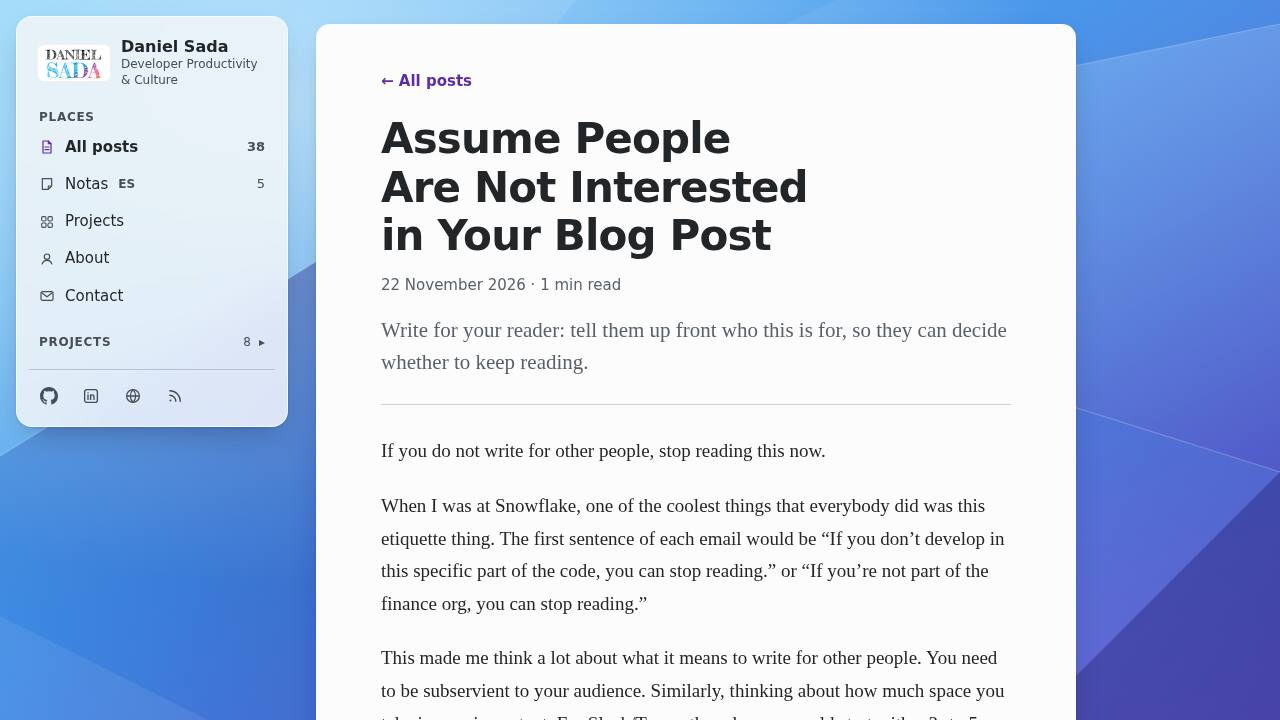 DANIEL
SADA
Daniel Sada
Developer Productivity
& Culture
PLACES
All posts 38
Notas ES 5
Projects
About
Contact
PROJECTS 8 ▸
← All posts
Assume People
Are Not Interested
in Your Blog Post
22 November 2026 · 1 min read
Write for your reader: tell them up front who this is for, so they can decide
whether to keep reading.
If you do not write for other people, stop reading this now.
When I was at Snowflake, one of the coolest things that everybody did was this
etiquette thing. The first sentence of each email would be “If you don’t develop in
this specific part of the code, you can stop reading.” or “If you’re not part of the
finance org, you can stop reading.”
This made me think a lot about what it means to write for other people. You need
to be subservient to your audience. Similarly, thinking about how much space you